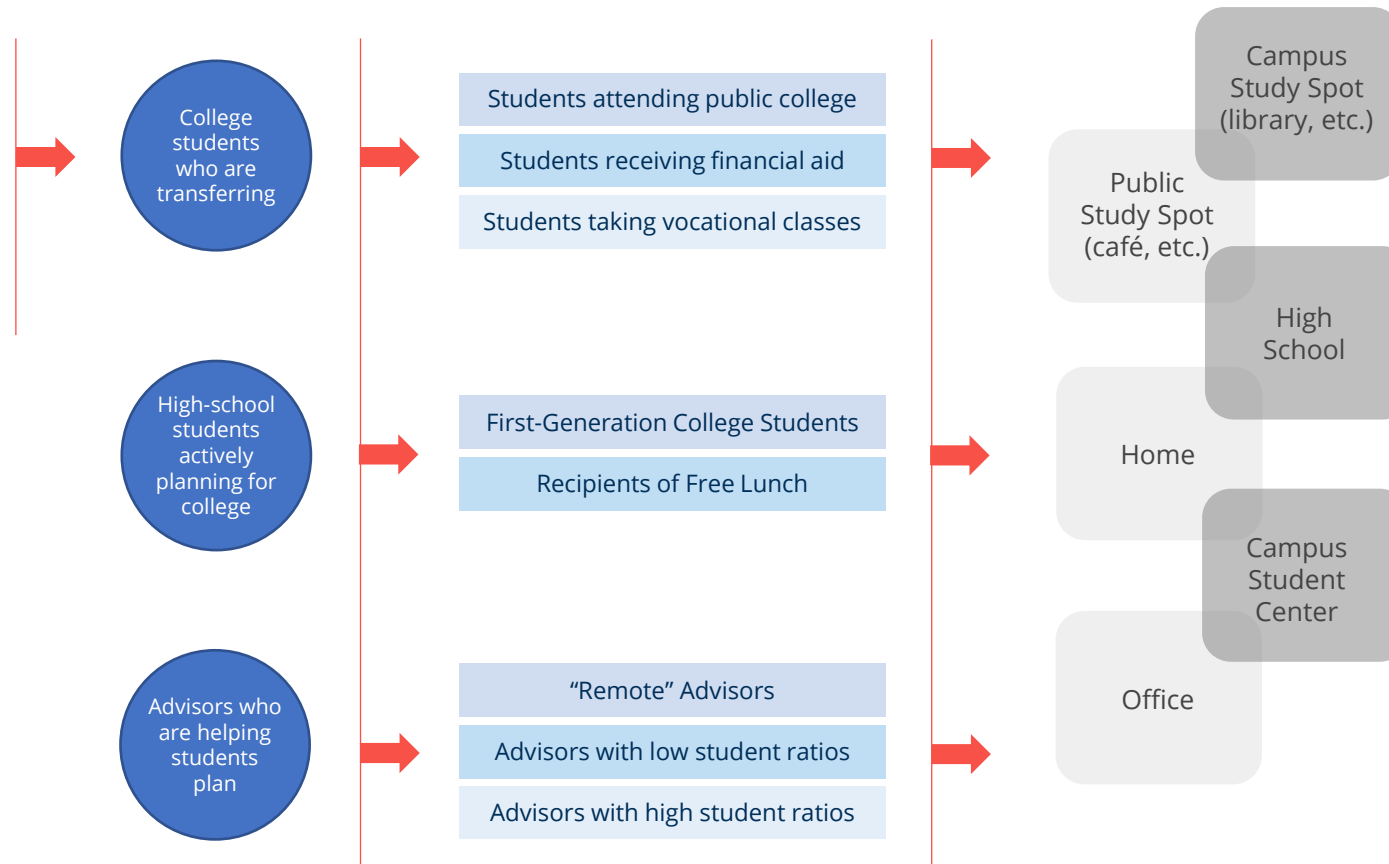 College
students
who are
transferring
Students attending public college
Students receiving financial aid
Students taking vocational classes
Campus
Study Spot
(library, etc.)
Public
Study Spot
(café, etc.)
High
School
High-school
students
actively
planning for
college
First-Generation College Students
Recipients of Free Lunch
Home
Campus
Student
Center
Advisors who
are helping
students
plan
“Remote” Advisors
Advisors with low student ratios
Advisors with high student ratios
Office